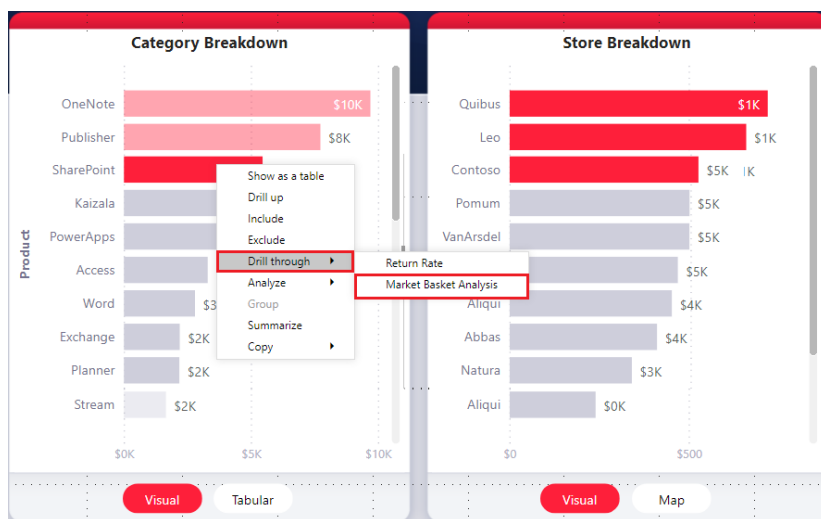 Category Breakdown
OneNote $10K
Publisher $8K
SharePoint
Kaizala
PowerApps
Access
Word $3
Exchange $2K
Planner $2K
Stream $2K
Product
$0K $5K $10K
Visual Tabular
Show as a table
Drill up
Include
Exclude
Drill through
Analyze
Group
Summarize
Copy
Return Rate
Market Basket Analysis
Store Breakdown
Quibus $1K
Leo $1K
Contoso $5K K
Pomum $5K
VanArsdel $5K
$5K
Aliqui $4K
Abbas $4K
Natura $3K
Aliqui $0K
$0 $500
Visual Map